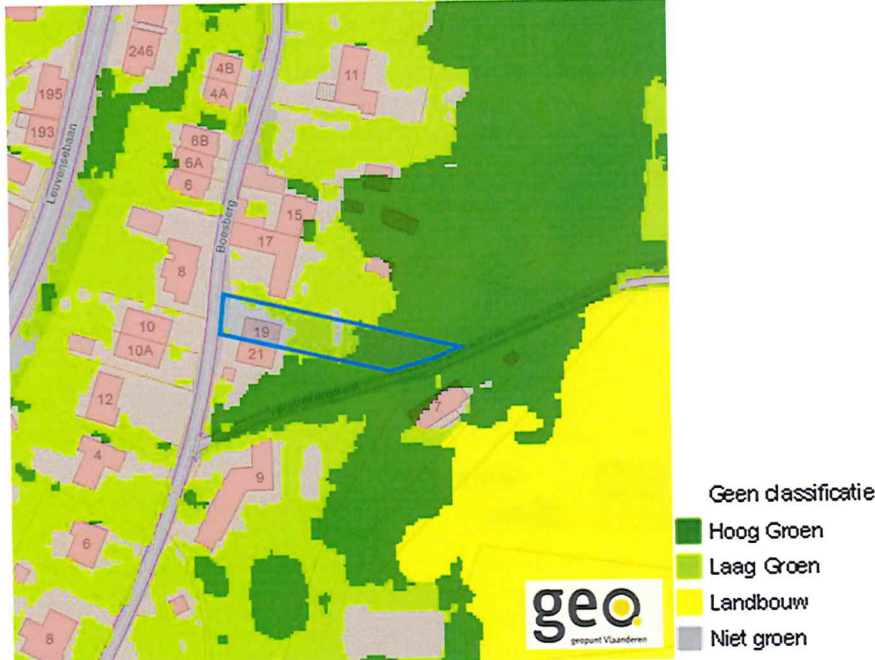 246
195
193
Leuvensebaan
4B
4A
11
6B
6A
6
Boesberg
15
17
8
10
10A
19
21
12
7
4
9
6
8
geo
geopunt Vlaanderen
Geen classificatie
Hoog Groen
Laag Groen
Landbouw
Niet groen